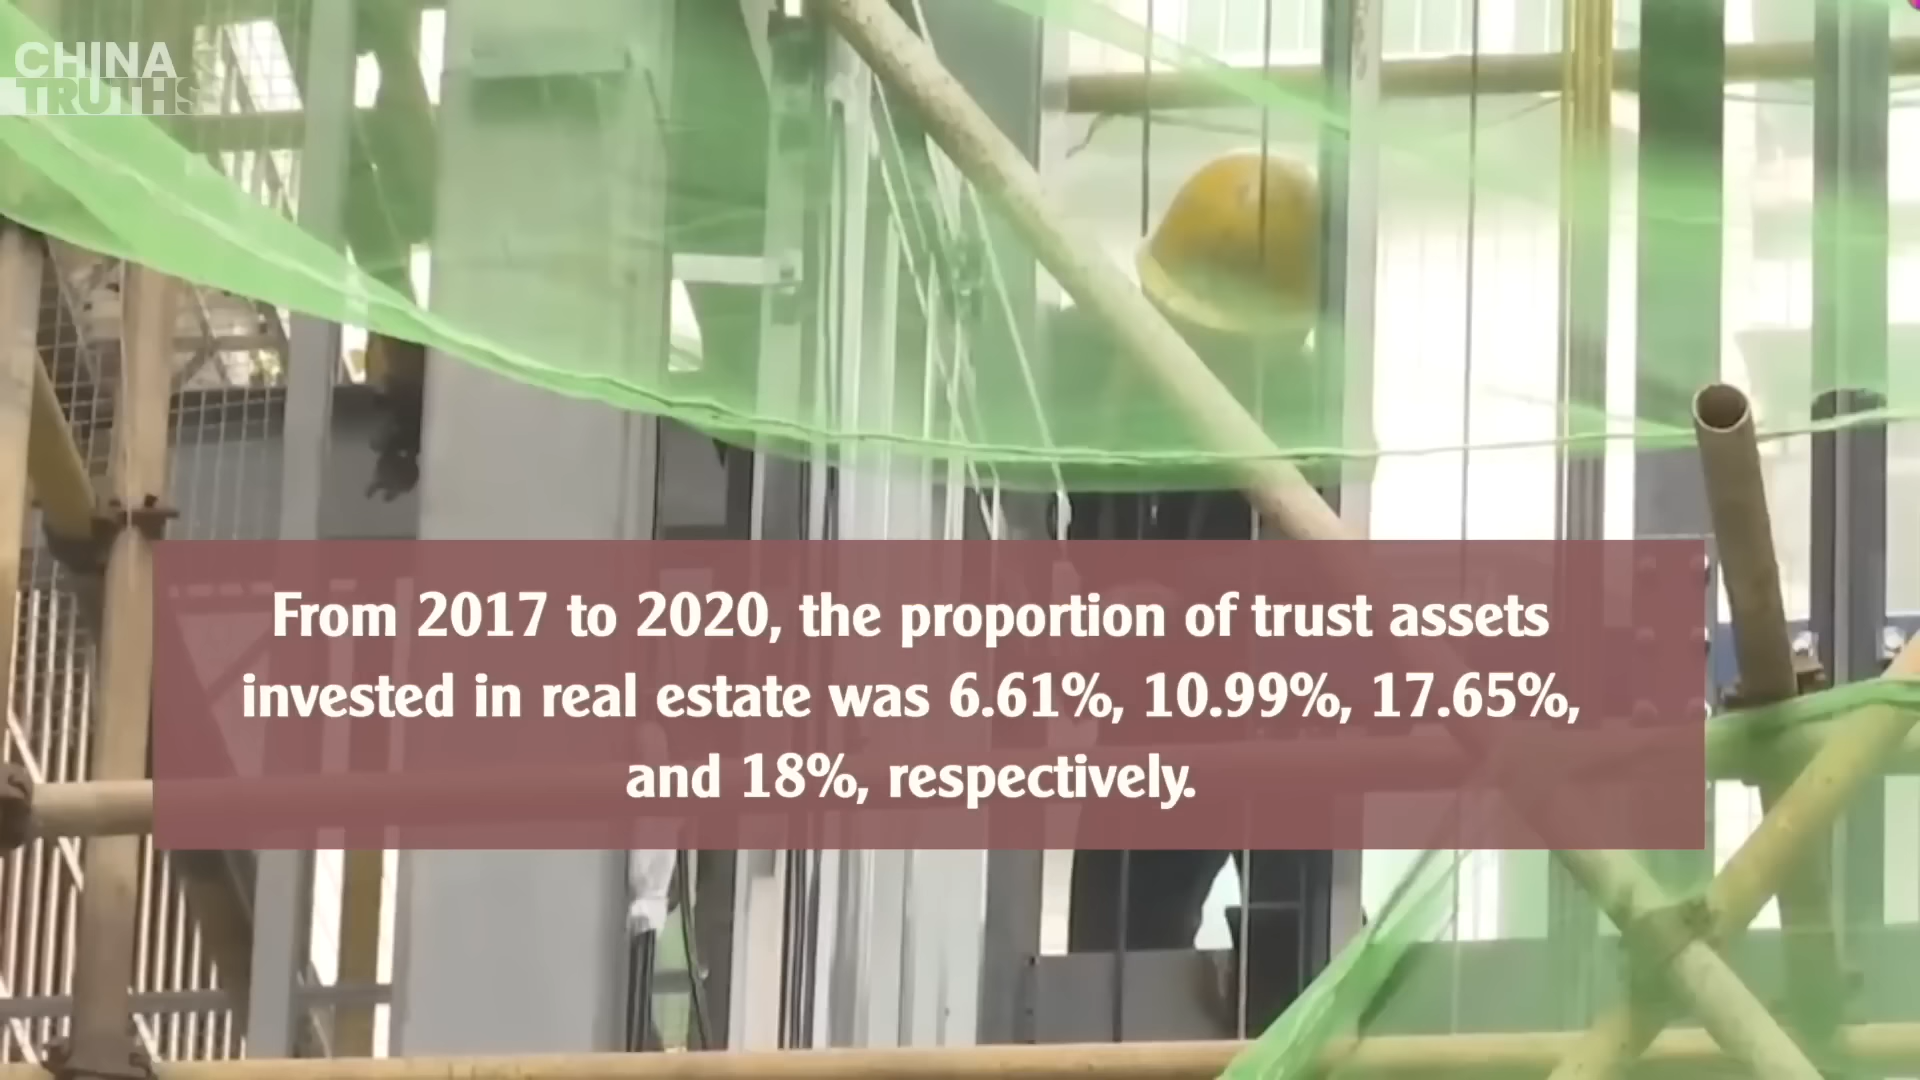 CHINA
TRUTHS
From 2017 to 2020, the proportion of trust assets
invested in real estate was 6.61%, 10.99%, 17.65%,
and 18%, respectively.